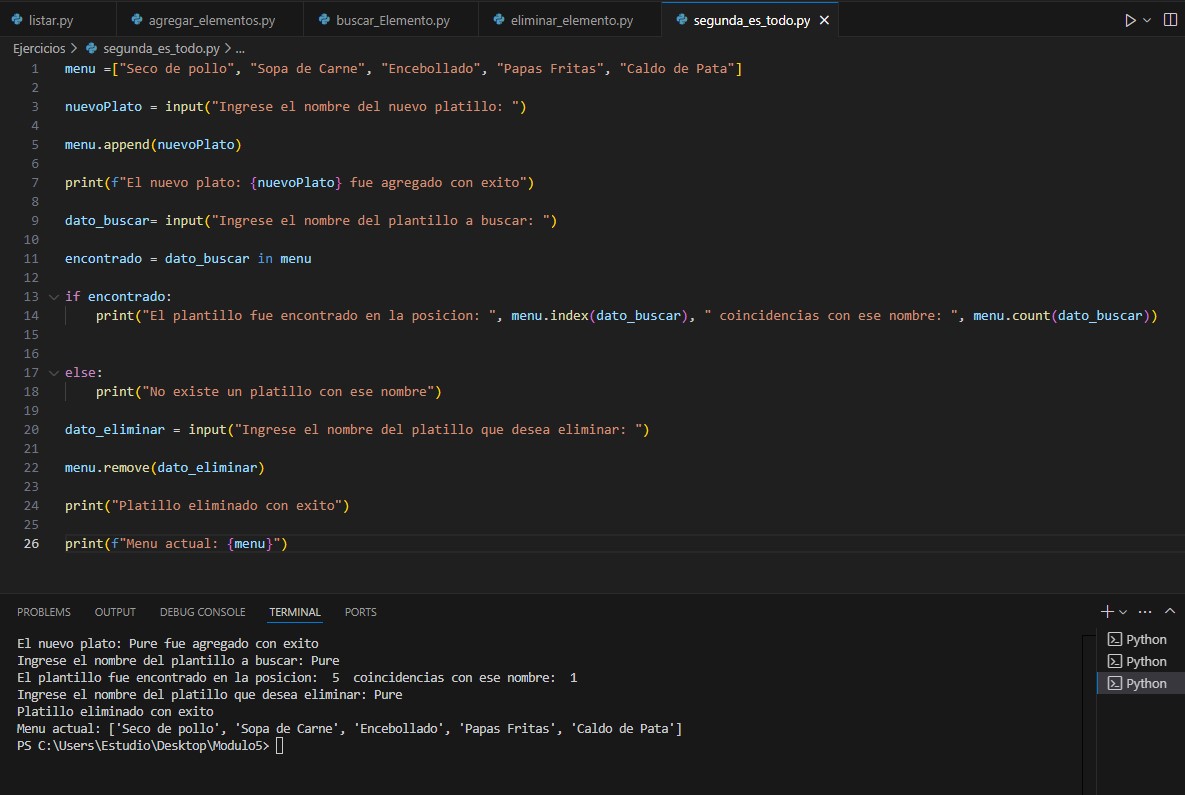 listar.py agregar_elementos.py buscar_Elemento.py eliminar_elemento.py segunda_es_todo.py
Ejercicios > segunda_es_todo.py > ...
1 menu =["Seco de pollo", "Sopa de Carne", "Encebollado", "Papas Fritas", "Caldo de Pata"]
2
3 nuevoPlato = input("Ingrese el nombre del nuevo platillo: ")
4
5 menu.append(nuevoPlato)
6
7 print(f"El nuevo plato: {nuevoPlato} fue agregado con exito")
8
9 dato_buscar= input("Ingrese el nombre del plantillo a buscar: ")
10
11 encontrado = dato_buscar in menu
12
13 if encontrado:
14 print("El plantillo fue encontrado en la posicion: ", menu.index(dato_buscar), " coincidencias con ese nombre: ", menu.count(dato_buscar))
15
16
17 else:
18 print("No existe un platillo con ese nombre")
19
20 dato_eliminar = input("Ingrese el nombre del platillo que desea eliminar: ")
21
22 menu.remove(dato_eliminar)
23
24 print("Platillo eliminado con exito")
25
26 print(f"Menu actual: {menu}")
PROBLEMS OUTPUT DEBUG CONSOLE TERMINAL PORTS
El nuevo plato: Pure fue agregado con exito
Ingrese el nombre del plantillo a buscar: Pure
El plantillo fue encontrado en la posicion:  5  coincidencias con ese nombre:  1
Ingrese el nombre del platillo que desea eliminar: Pure
Platillo eliminado con exito
Menu actual: ['Seco de pollo', 'Sopa de Carne', 'Encebollado', 'Papas Fritas', 'Caldo de Pata']
PS C:\Users\Estudio\Desktop\Modulo5>
Python
Python
Python